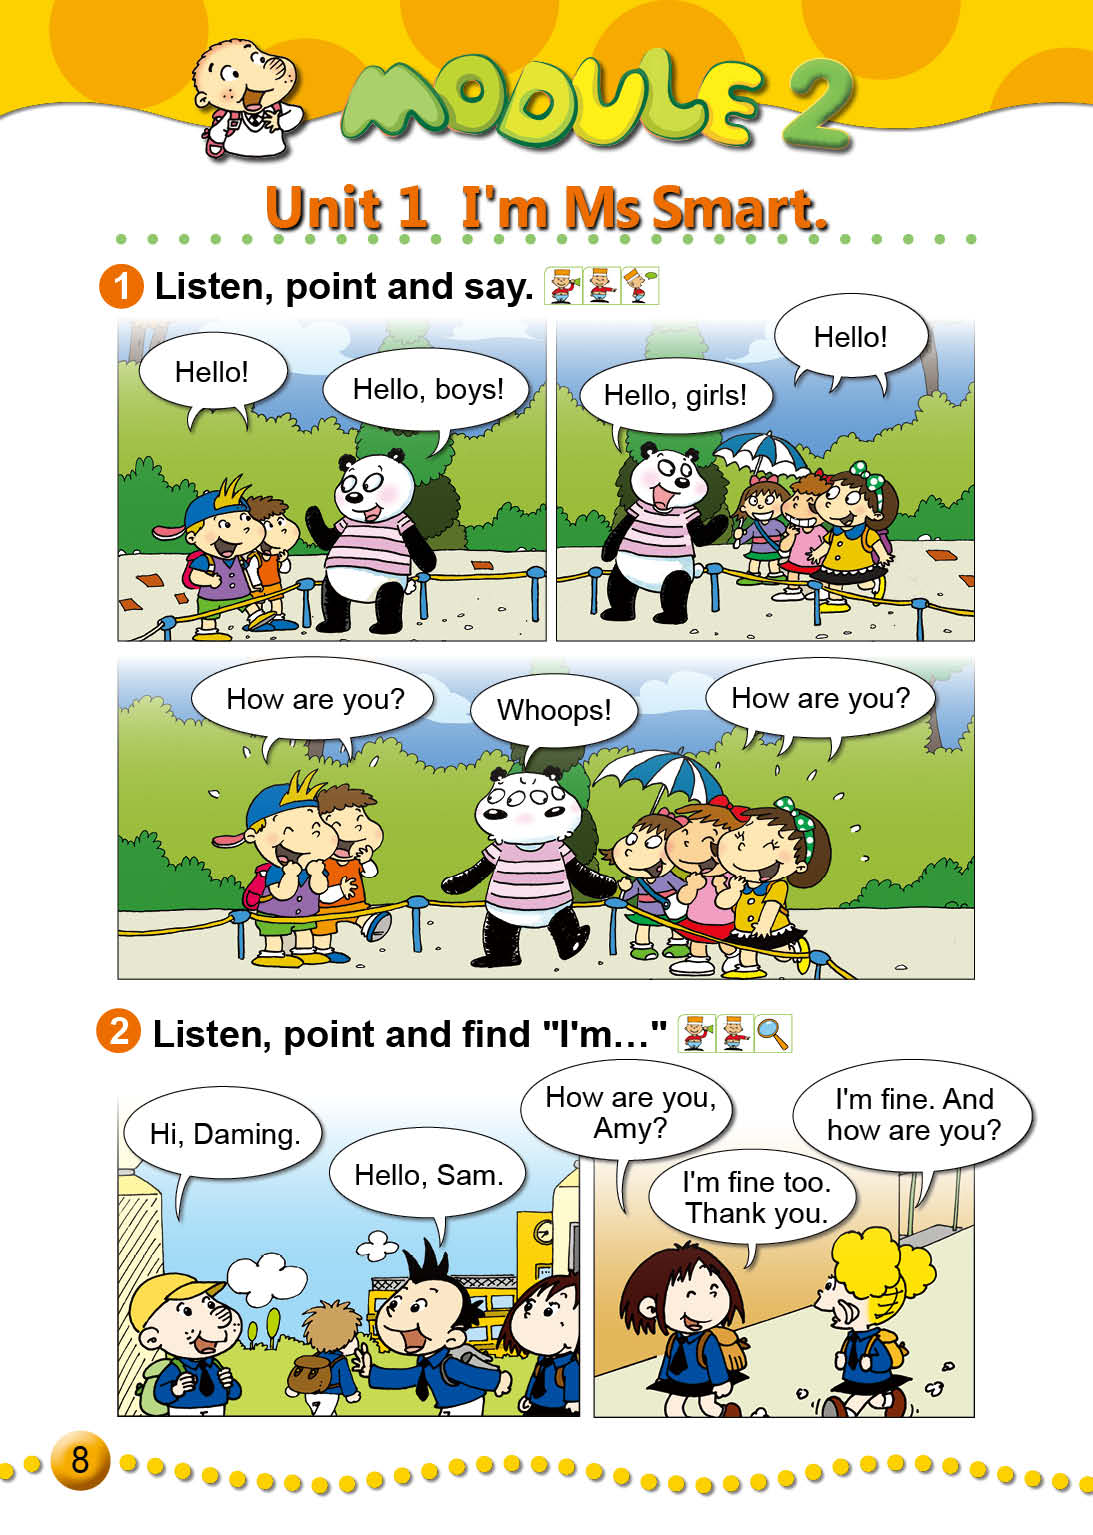 MODULE 2
Unit 1 I'm Ms Smart.
1 Listen, point and say.
Hello!
Hello, boys!
Hello, girls!
Hello!
How are you?
Whoops!
How are you?
2 Listen, point and find "I'm..."
Hi, Daming.
Hello, Sam.
How are you,
Amy?
I'm fine. And
how are you?
I'm fine too.
Thank you.
8